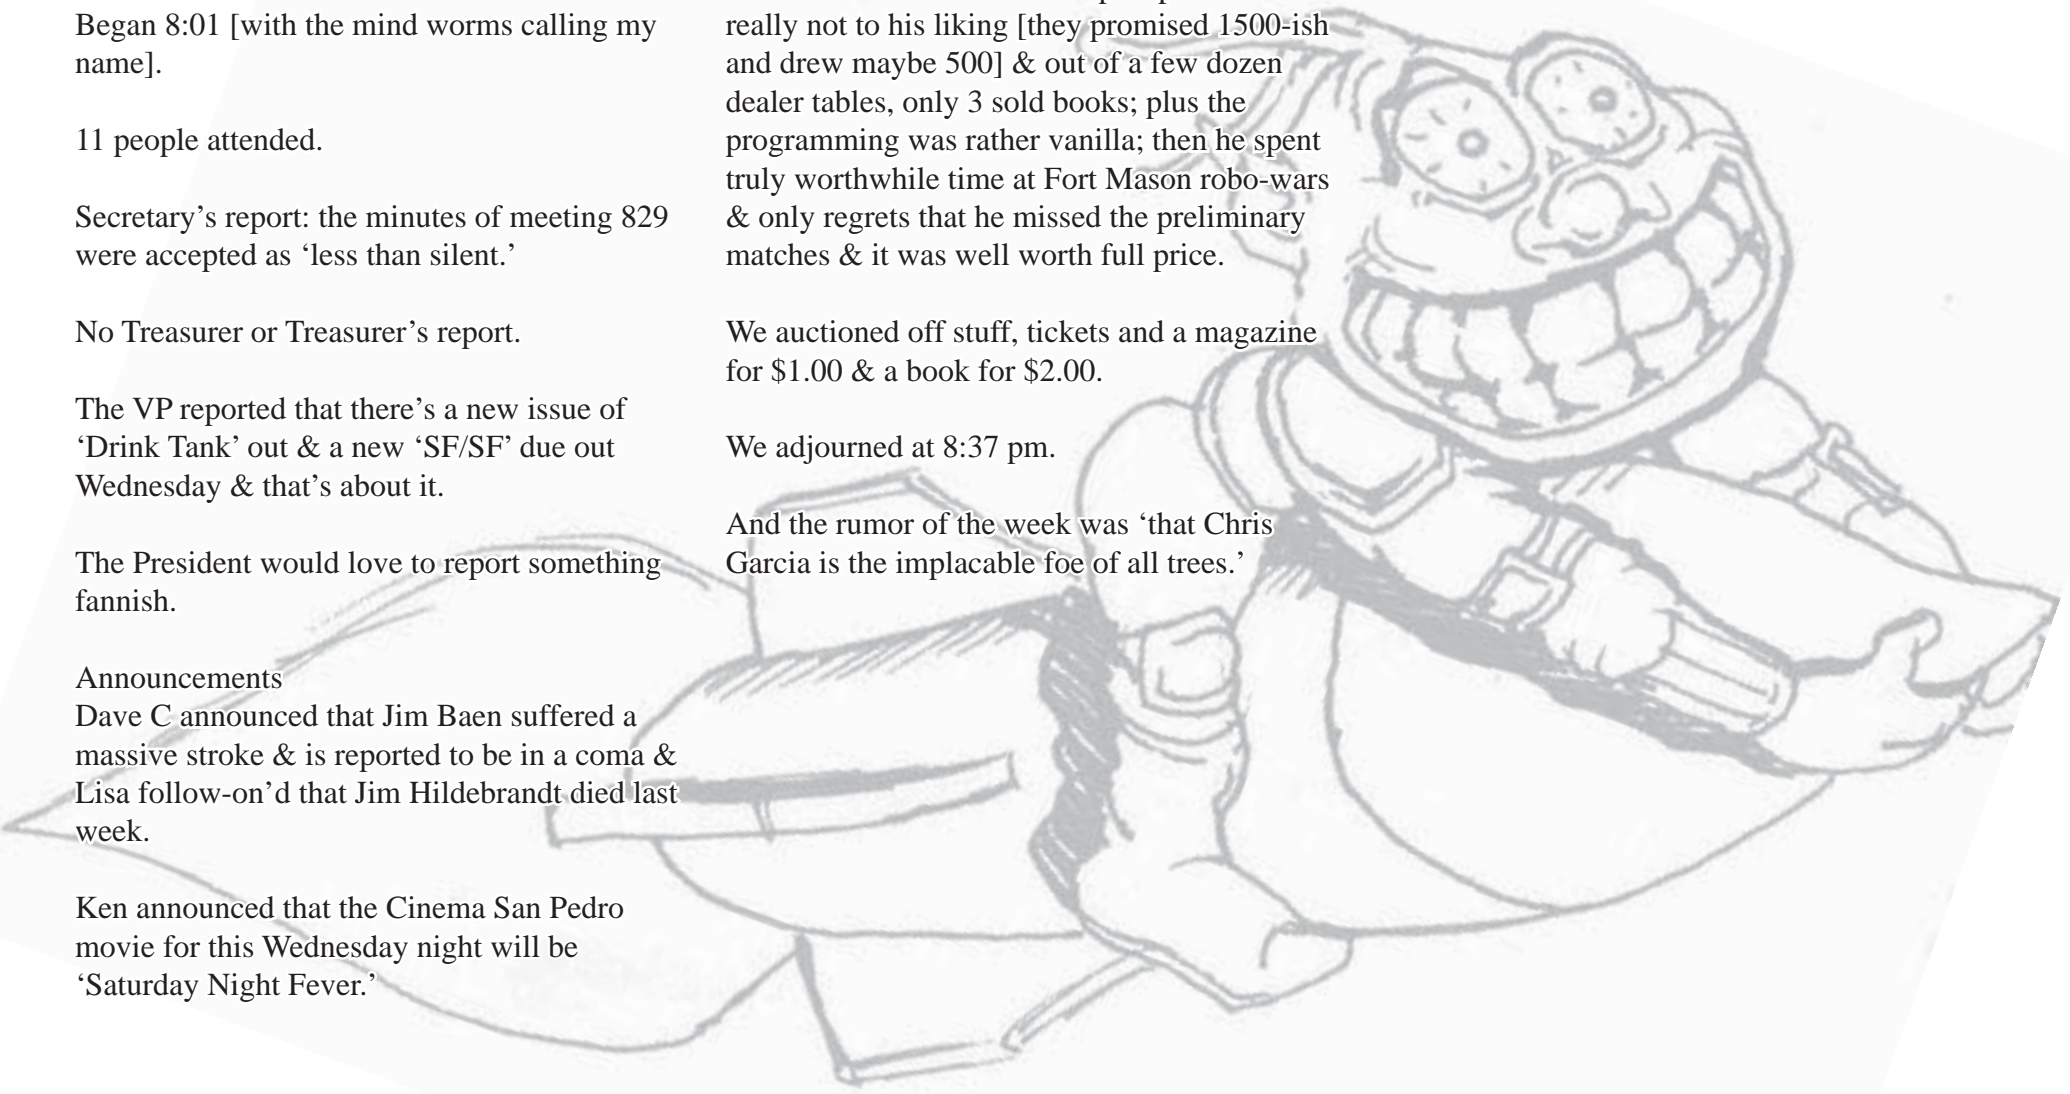 Began 8:01 [with the mind worms calling my
name].
11 people attended.
Secretary’s report: the minutes of meeting 829
were accepted as ‘less than silent.’
No Treasurer or Treasurer’s report.
The VP reported that there’s a new issue of
‘Drink Tank’ out & a new ‘SF/SF’ due out
Wednesday & that’s about it.
The President would love to report something
fannish.
Announcements
Dave C announced that Jim Baen suffered a
massive stroke & is reported to be in a coma &
Lisa follow-on’d that Jim Hildebrandt died last
week.
Ken announced that the Cinema San Pedro
movie for this Wednesday night will be
‘Saturday Night Fever.’
really not to his liking [they promised 1500-ish
and drew maybe 500] & out of a few dozen
dealer tables, only 3 sold books; plus the
programming was rather vanilla; then he spent
truly worthwhile time at Fort Mason robo-wars
& only regrets that he missed the preliminary
matches & it was well worth full price.
We auctioned off stuff, tickets and a magazine
for $1.00 & a book for $2.00.
We adjourned at 8:37 pm.
And the rumor of the week was ‘that Chris
Garcia is the implacable foe of all trees.’